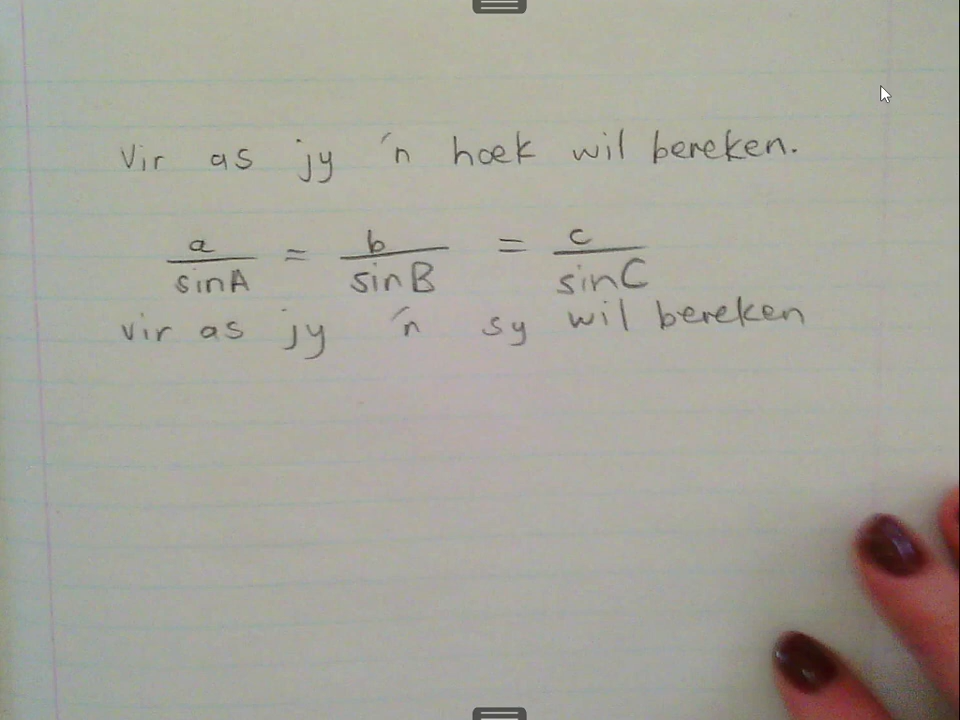 Vir as jy 'n hoek wil bereken.
a/sinA = b/sinB = c/sinC
vir as jy 'n sy wil bereken